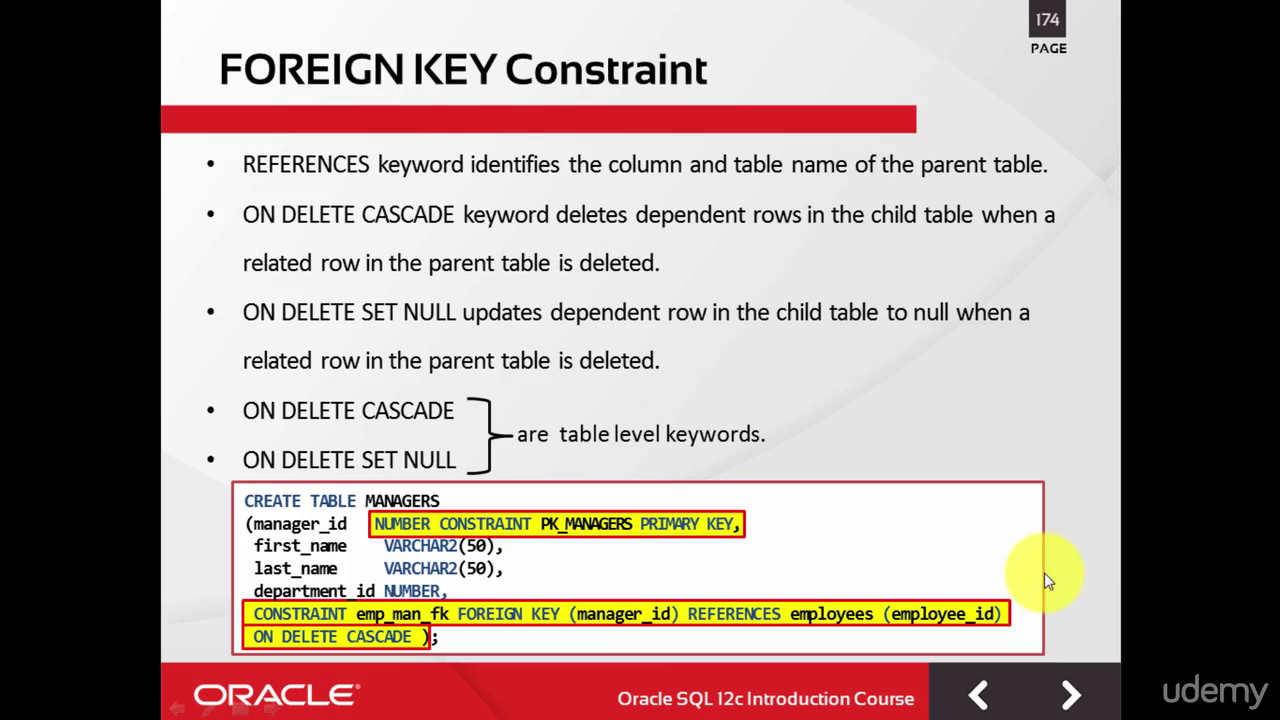 174
PAGE
FOREIGN KEY Constraint
• REFERENCES keyword identifies the column and table name of the parent table.
• ON DELETE CASCADE keyword deletes dependent rows in the child table when a
related row in the parent table is deleted.
• ON DELETE SET NULL updates dependent row in the child table to null when a
related row in the parent table is deleted.
• ON DELETE CASCADE
are table level keywords.
• ON DELETE SET NULL
CREATE TABLE MANAGERS
(manager_id NUMBER CONSTRAINT PK_MANAGERS PRIMARY KEY,
first_name VARCHAR2(50),
last_name VARCHAR2(50),
department_id NUMBER,
CONSTRAINT emp_man_fk FOREIGN KEY (manager_id) REFERENCES employees (employee_id)
ON DELETE CASCADE );
ORACLE®
Oracle SQL 12c Introduction Course
udemy